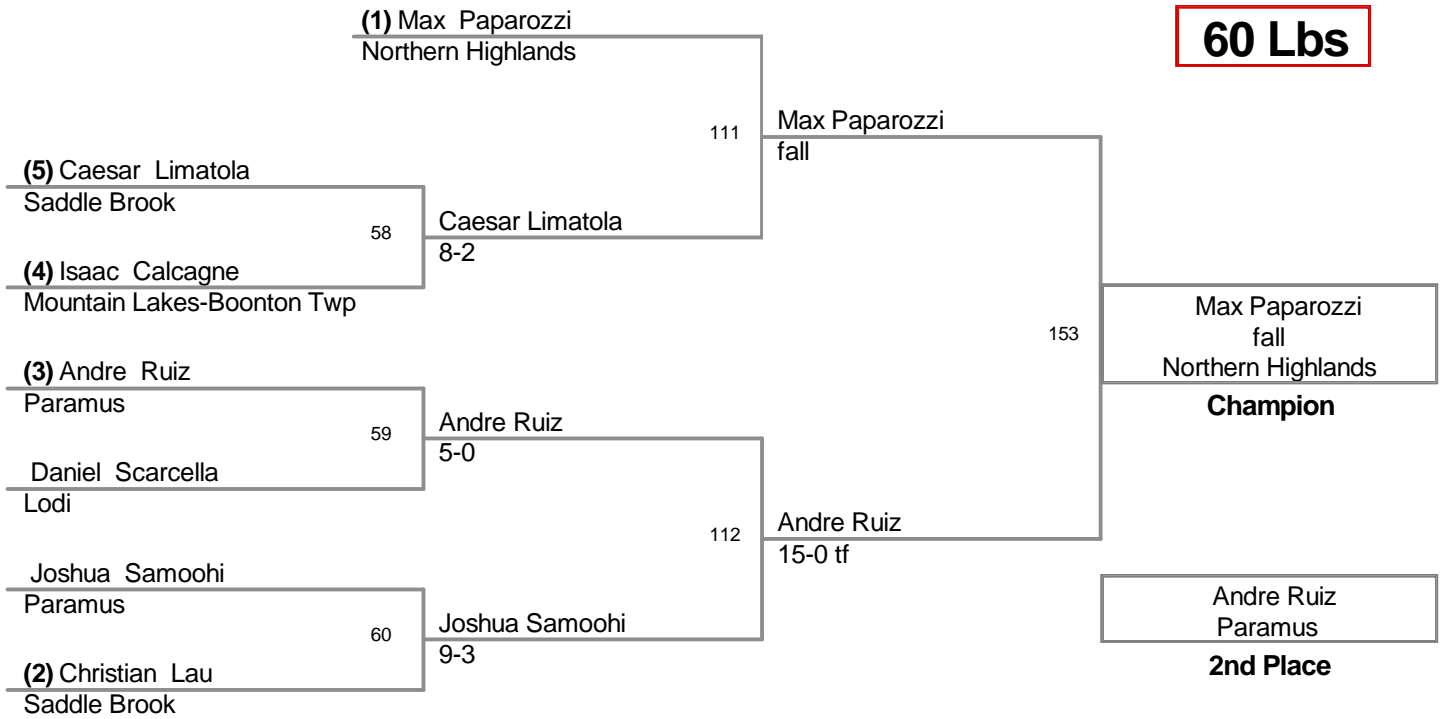 (1) Max Paparozzi
Northern Highlands
60 Lbs
111
Max Paparozzi
fall
(5) Caesar Limatola
Saddle Brook
58
Caesar Limatola
8-2
(4) Isaac Calcagne
Mountain Lakes-Boonton Twp
153
Max Paparozzi
fall
Northern Highlands
Champion
(3) Andre Ruiz
Paramus
59
Andre Ruiz
5-0
Daniel Scarcella
Lodi
112
Andre Ruiz
15-0 tf
Joshua Samoohi
Paramus
60
Joshua Samoohi
9-3
(2) Christian Lau
Saddle Brook
Andre Ruiz
Paramus
2nd Place